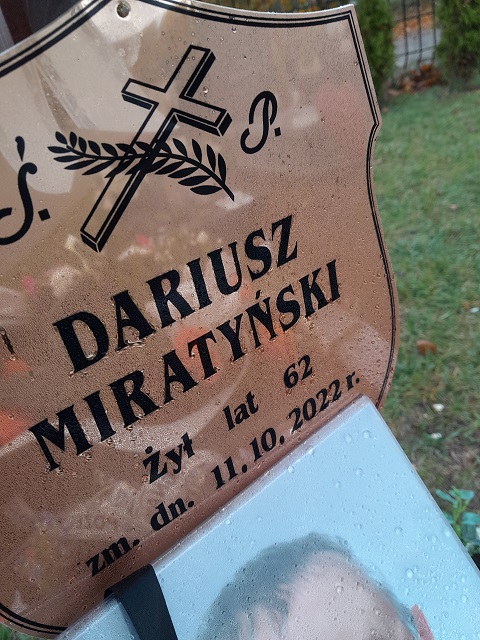 Ś. P.
DARIUSZ
MIRATYŃSKI
Żył lat 62
zm. dn. 11.10.2022 r.